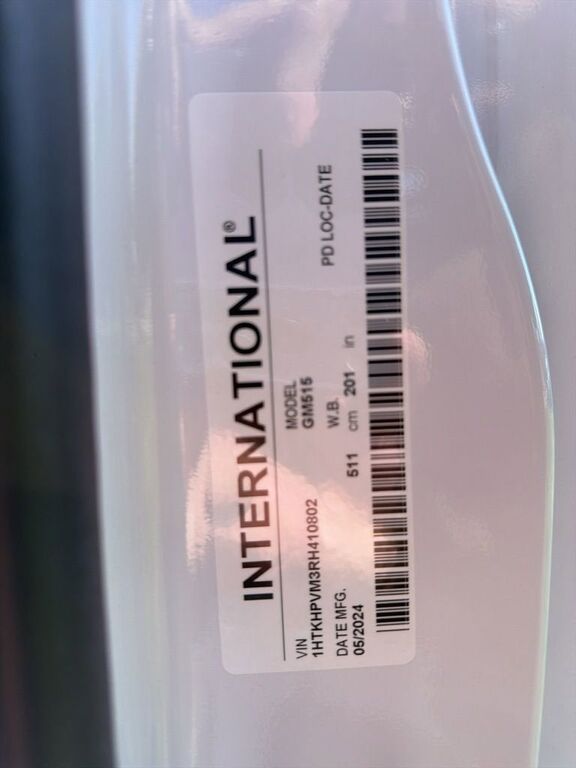 INTERNATIONAL®
VIN MODEL
1HTKHPVM3RH410802 GM515
DATE MFG. W.B. PD LOC-DATE
05/2024 511 cm 201 in